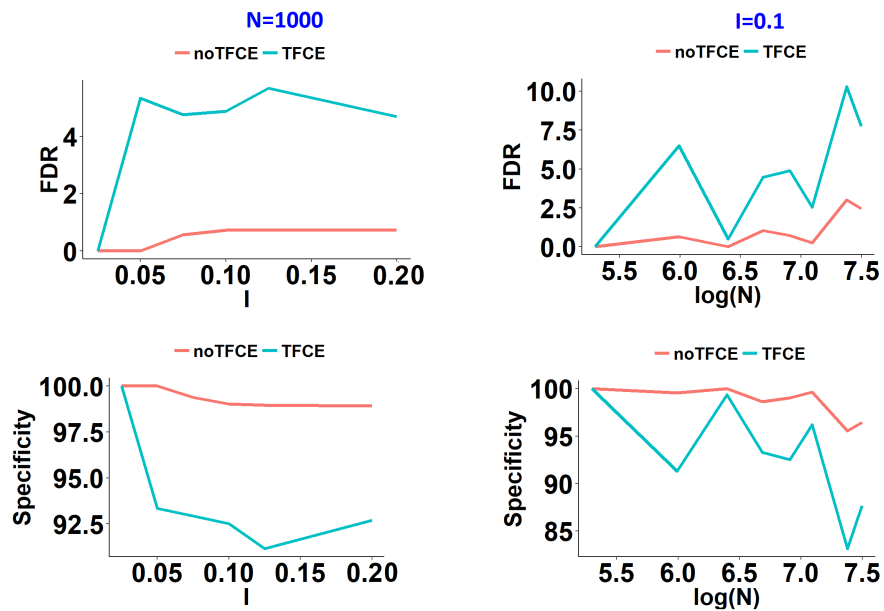 N=1000
I=0.1
noTFCE TFCE
FDR
4
2
0
0.05 0.10 0.15 0.20
I
noTFCE TFCE
FDR
10.0
7.5
5.0
2.5
0.0
5.5 6.0 6.5 7.0 7.5
log(N)
noTFCE TFCE
Specificity
100.0
97.5
95.0
92.5
0.05 0.10 0.15 0.20
I
noTFCE TFCE
Specificity
100
95
90
85
5.5 6.0 6.5 7.0 7.5
log(N)